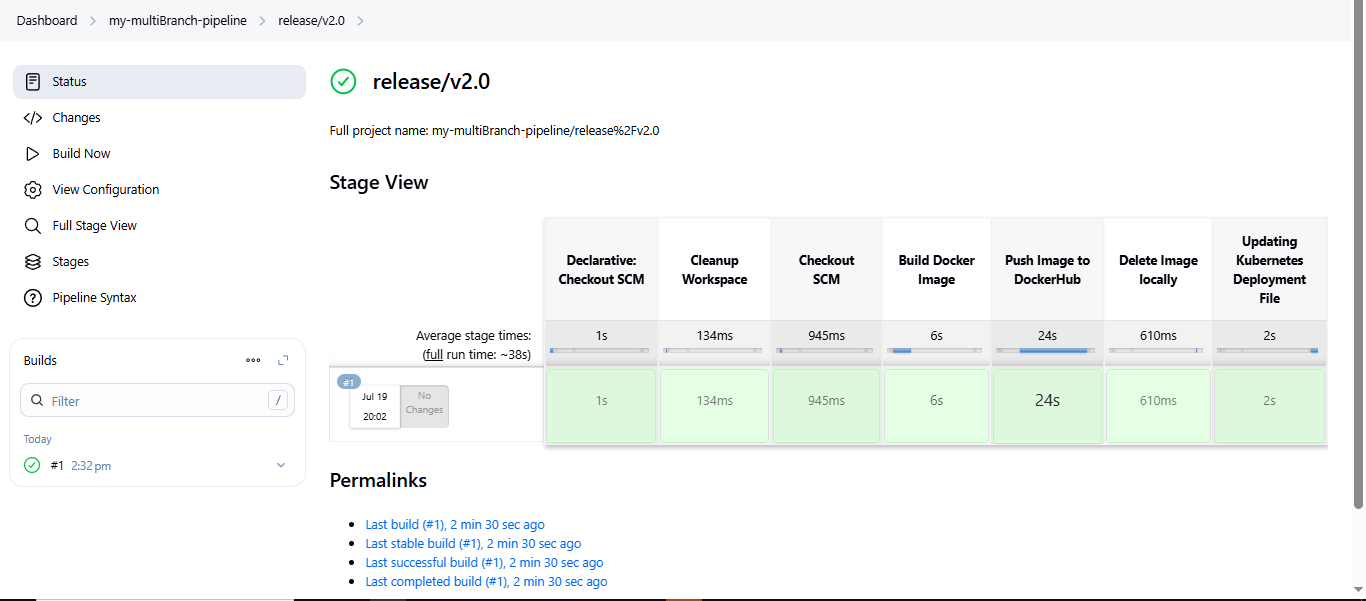 Dashboard
my-multiBranch-pipeline
release/v2.0
Status
Changes
Build Now
View Configuration
Full Stage View
Stages
Pipeline Syntax
Builds
Filter
/
Today
#1 2:32 pm
release/v2.0
Full project name: my-multiBranch-pipeline/release%2Fv2.0
Stage View
Declarative:
Checkout SCM
Cleanup
Workspace
Checkout
SCM
Build Docker
Image
Push Image to
DockerHub
Delete Image
locally
Updating
Kubernetes
Deployment
File
Average stage times:
(full run time: ~38s)
1s
134ms
945ms
6s
24s
610ms
2s
#1
Jul 19
20:02
No
Changes
1s
134ms
945ms
6s
24s
610ms
2s
Permalinks
Last build (#1), 2 min 30 sec ago
Last stable build (#1), 2 min 30 sec ago
Last successful build (#1), 2 min 30 sec ago
Last completed build (#1), 2 min 30 sec ago